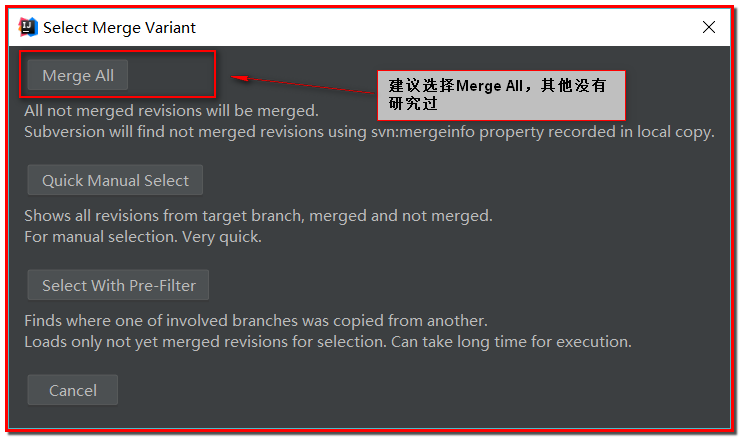 Select Merge Variant
Merge All
建议选择Merge All，其他没有
研究过
All not merged revisions will be merged.
Subversion will find not merged revisions using svn:mergeinfo property recorded in local copy.
Quick Manual Select
Shows all revisions from target branch, merged and not merged.
For manual selection. Very quick.
Select With Pre-Filter
Finds where one of involved branches was copied from another.
Loads only not yet merged revisions for selection. Can take long time for execution.
Cancel